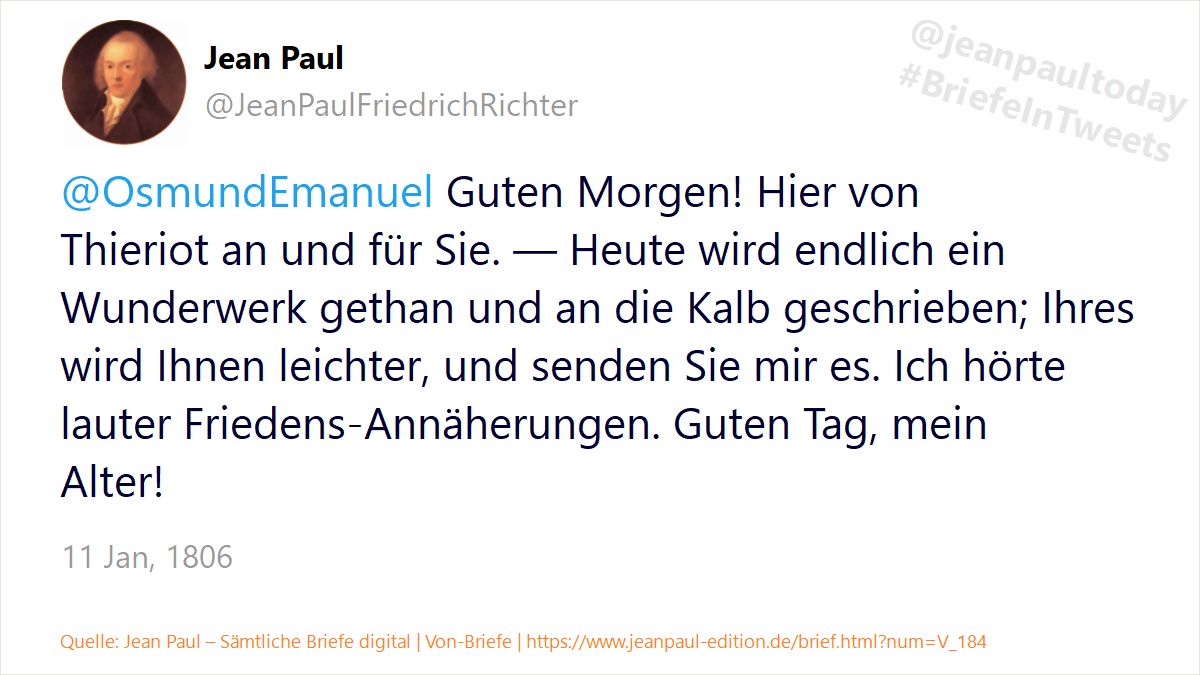 Jean Paul
@JeanPaulFriedrichRichter
@jeanpaultoday
#BriefeInTweets
@OsmundEmanuel Guten Morgen! Hier von
Thieriot an und für Sie. — Heute wird endlich ein
Wunderwerk gethan und an die Kalb geschrieben; Ihres
wird Ihnen leichter, und senden Sie mir es. Ich hörte
lauter Friedens-Annäherungen. Guten Tag, mein
Alter!
11 Jan, 1806
Quelle: Jean Paul – Sämtliche Briefe digital | Von-Briefe | https://www.jeanpaul-edition.de/brief.html?num=V_184